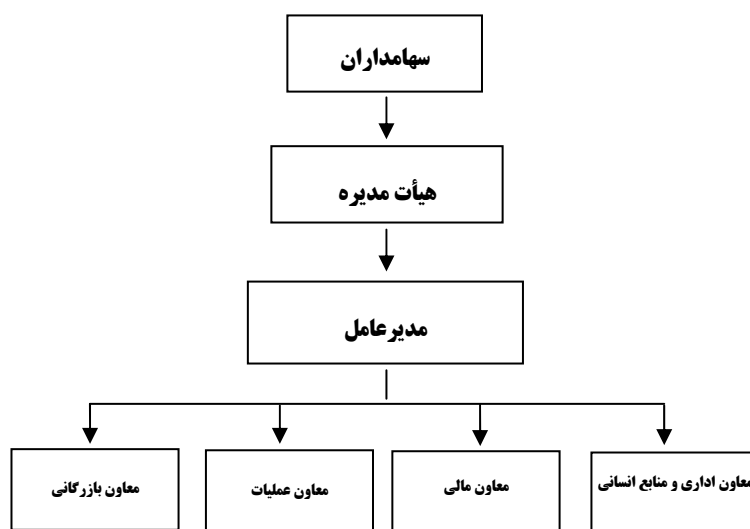 سهامداران
هیأت مدیره
مدیرعامل
معاون اداری و منابع انسانی
معاون مالی
معاون عملیات
معاون بازرگانی